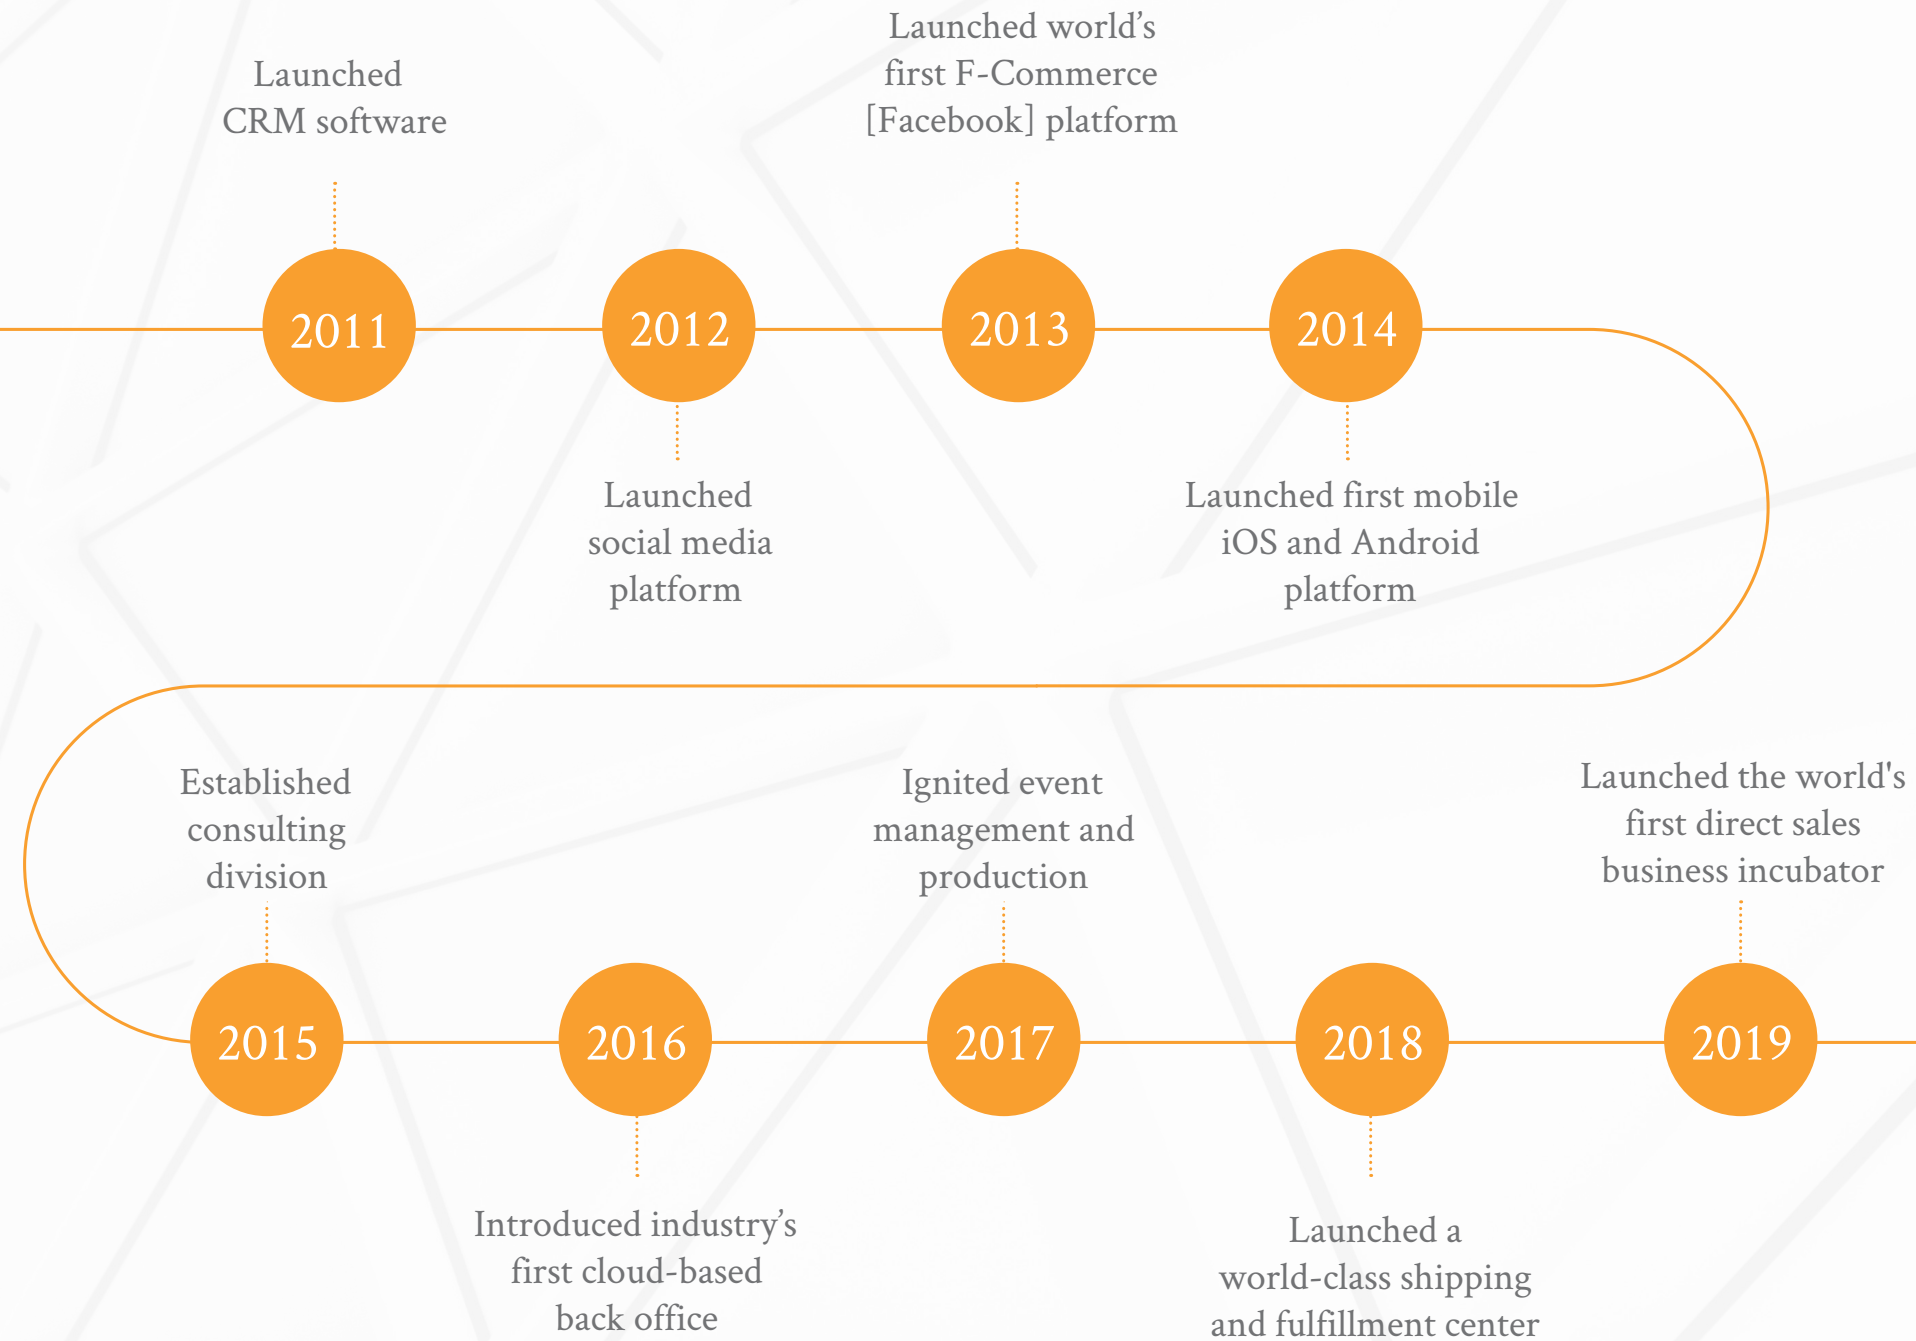 Launched
CRM software
2011
2012
Launched
social media
platform
Launched world’s
first F-Commerce
[Facebook] platform
2013
2014
Launched first mobile
iOS and Android
platform
Established
consulting
division
2015
2016
Introduced industry’s
first cloud-based
back office
Ignited event
management and
production
2017
2018
Launched a
world-class shipping
and fulfillment center
Launched the world's
first direct sales
business incubator
2019